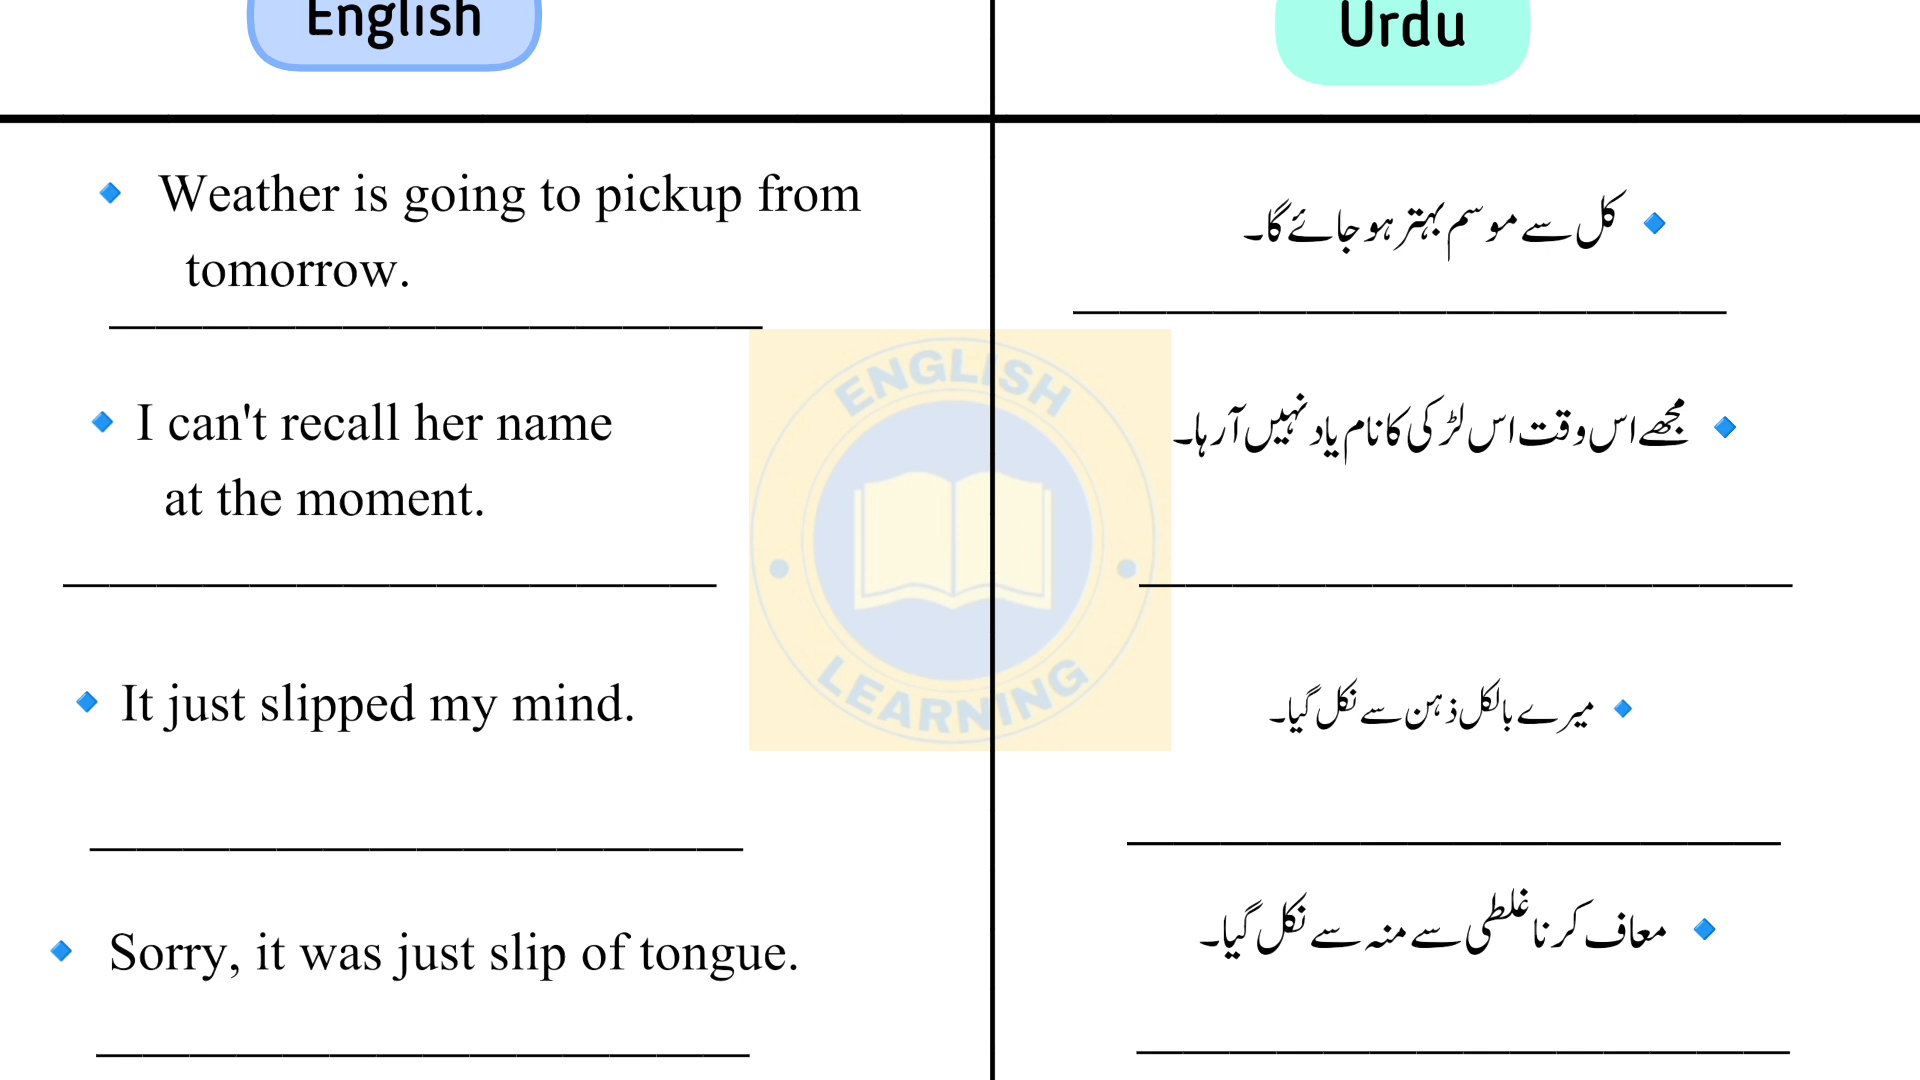 English
Urdu
Weather is going to pickup from
tomorrow.
کل سے موسم بہتر ہو جائے گا۔
I can't recall her name
at the moment.
مجھے اس وقت اس لڑکی کا نام یاد نہیں آ رہا۔
It just slipped my mind.
میرے بالکل ذہن سے نکل گیا۔
Sorry, it was just slip of tongue.
معاف کرنا غلطی سے منہ سے نکل گیا۔
ENGLISH
LEARNING